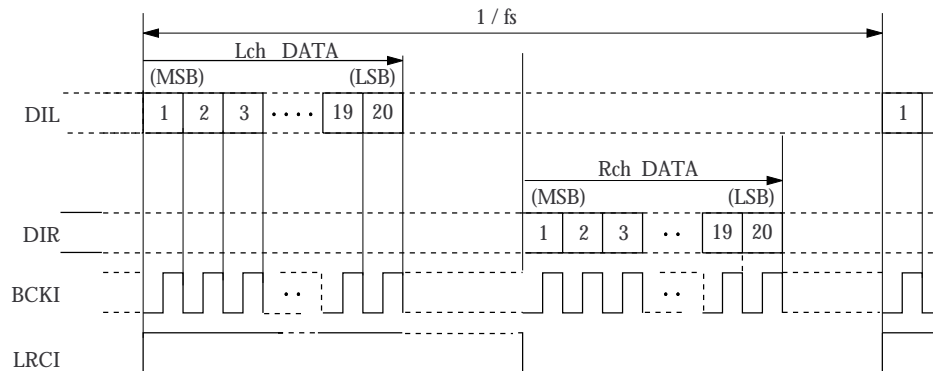 1 / fs
Lch DATA
(MSB) (LSB)
DIL 1 2 3 .... 19 20 1
Rch DATA
(MSB) (LSB)
DIR 1 2 3 .. 19 20
BCKI .. ..
LRCI